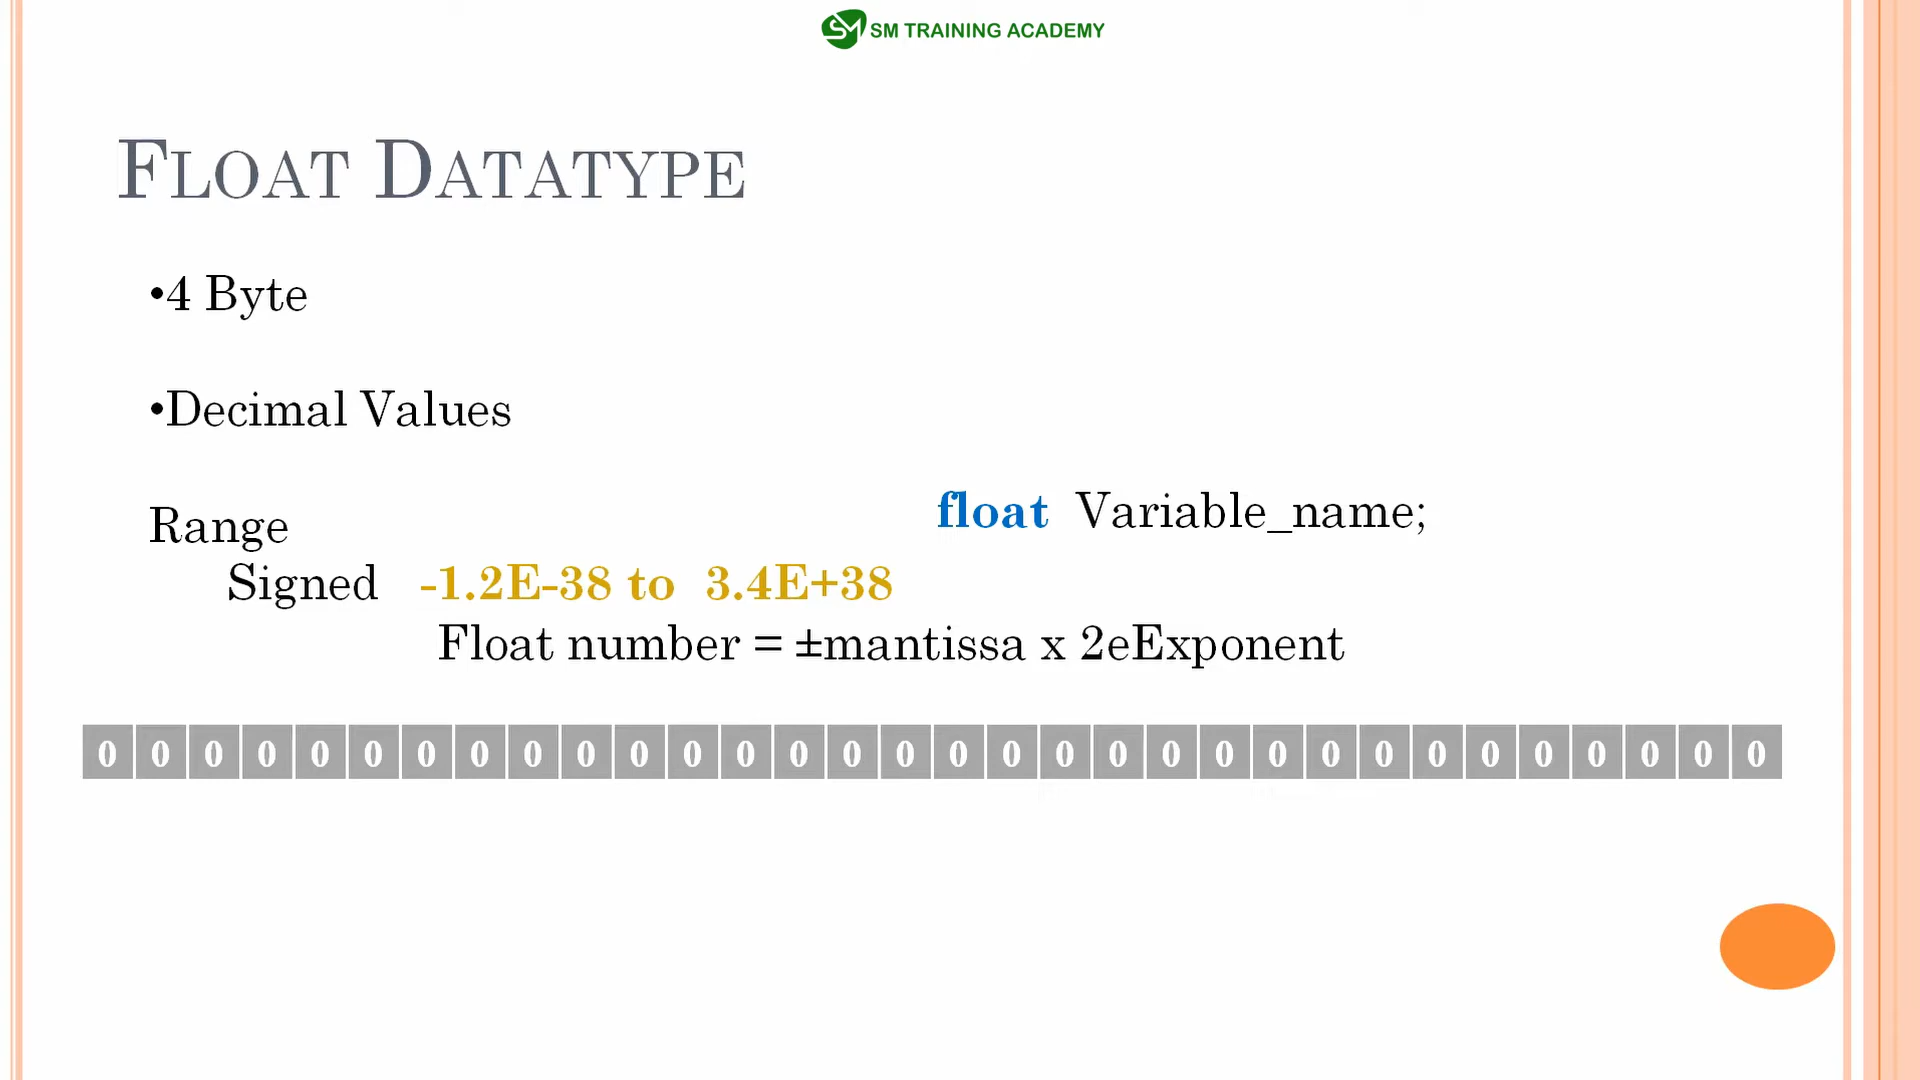 SM TRAINING ACADEMY
FLOAT DATATYPE
•4 Byte
•Decimal Values
float Variable_name;
Range
Signed -1.2E-38 to 3.4E+38
Float number = ±mantissa x 2eExponent
0 0 0 0 0 0 0 0 0 0 0 0 0 0 0 0 0 0 0 0 0 0 0 0 0 0 0 0 0 0 0 0